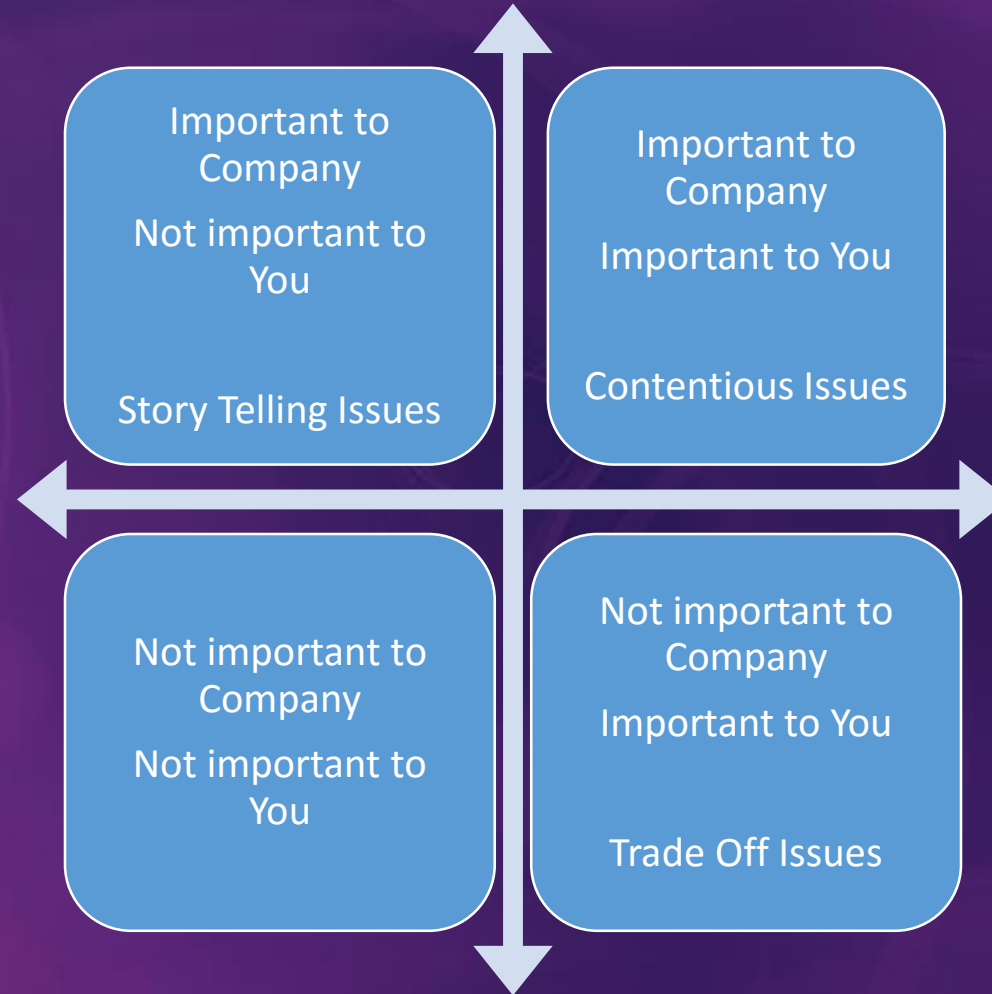 Important to
Company
Not important to
You
Story Telling Issues
Important to
Company
Important to You
Contentious Issues
Not important to
Company
Not important to
You
Not important to
Company
Important to You
Trade Off Issues